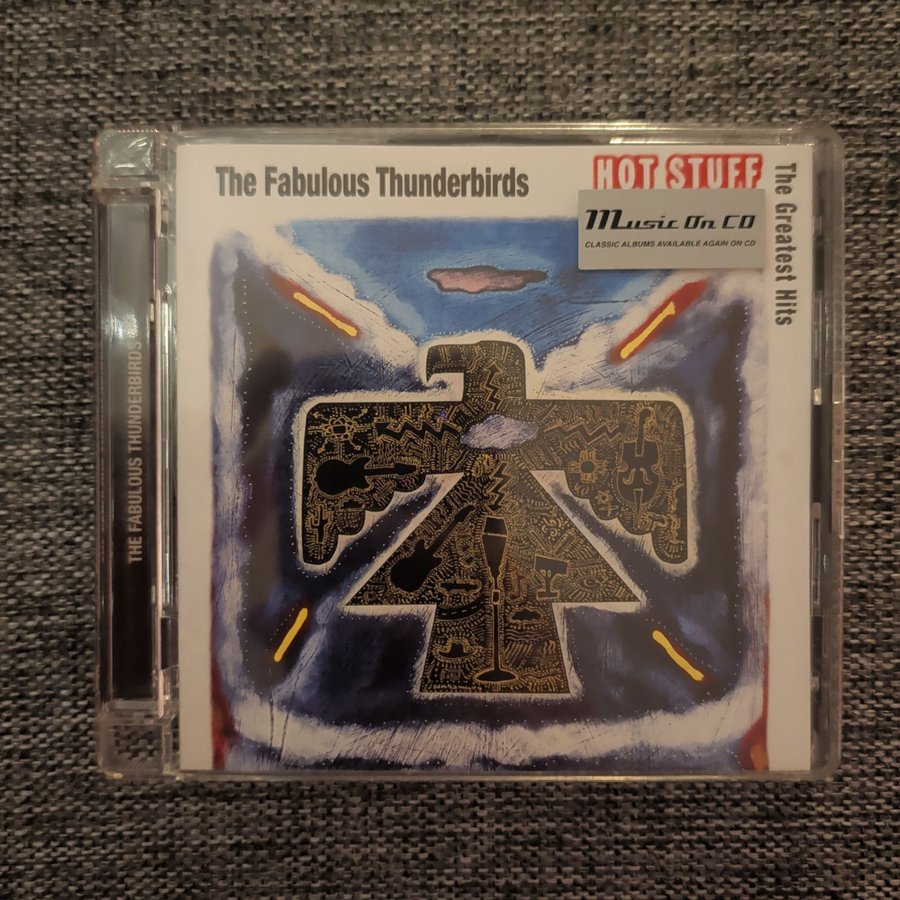 The Fabulous Thunderbirds
HOT STUFF
The Greatest Hits
Music On CD
CLASSIC ALBUMS AVAILABLE AGAIN ON CD
THE FABULOUS THUNDERBIRDS